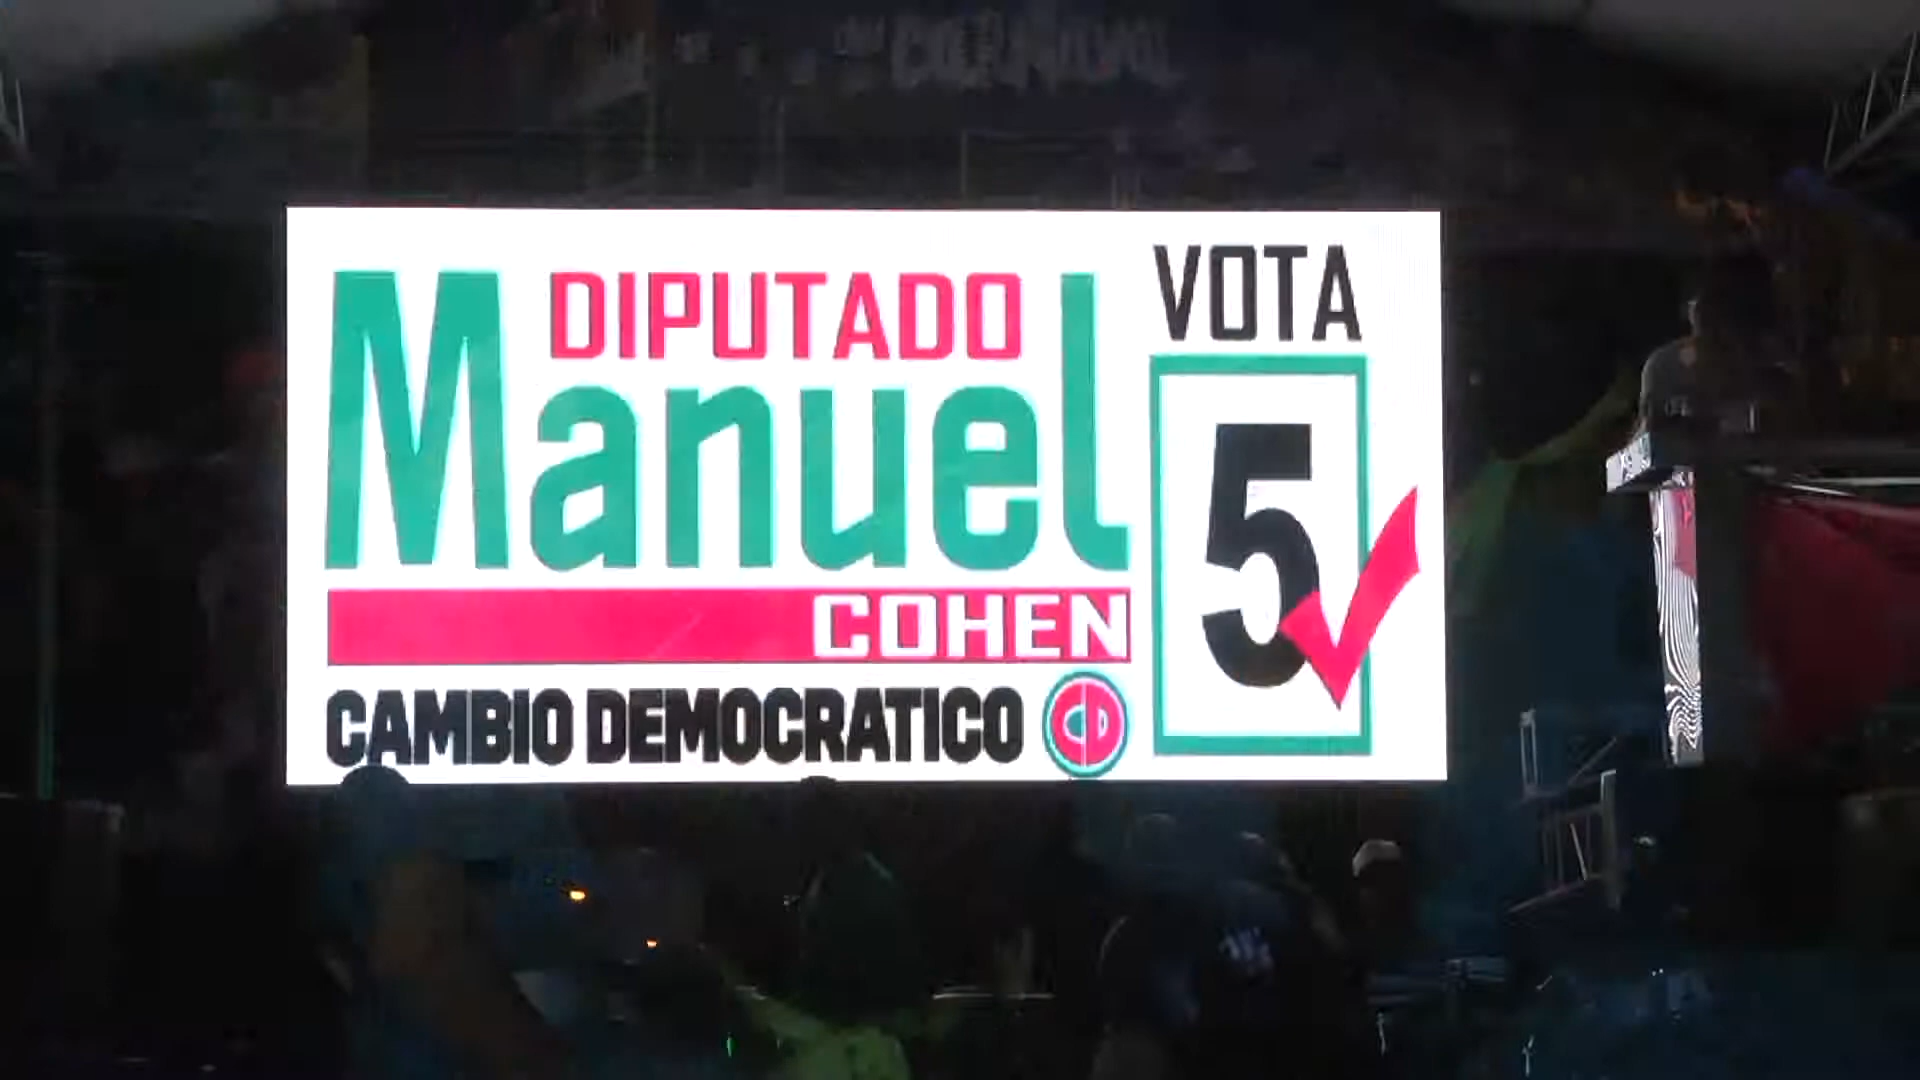 DIPUTADO
Manuel
COHEN
CAMBIO DEMOCRATICO
CD
VOTA
5